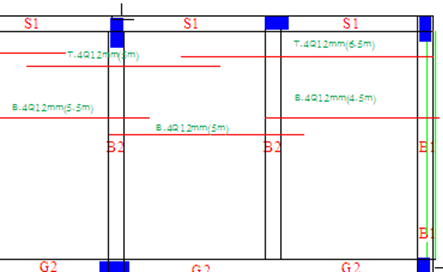 S1 S1 S1
T.4Q12mm(6-5m)
T.4Q12mm(5m)
B.4Q12mm(4-5m)
B.4Q12mm(5-5m)
B.4Q12mm(5m)
B2 B2 B1
B1
G2 G2 G2